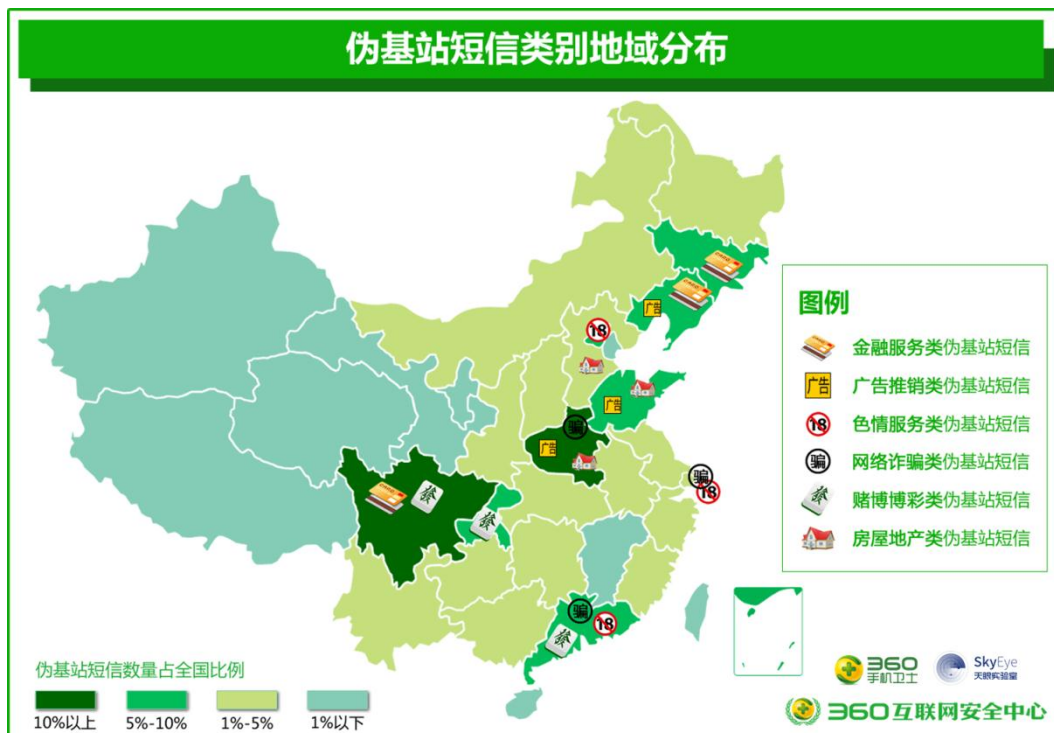 伪基站短信类别地域分布
广告
18
广告
骗
广告
骗
18
發
發
骗
18
發
图例
金融服务类伪基站短信
广告
广告推销类伪基站短信
18
色情服务类伪基站短信
骗
网络诈骗类伪基站短信
發
赌博博彩类伪基站短信
房屋地产类伪基站短信
伪基站短信数量占全国比例
10%以上
5%-10%
1%-5%
1%以下
360
手机卫士
SkyEye
天眼实验室
360互联网安全中心